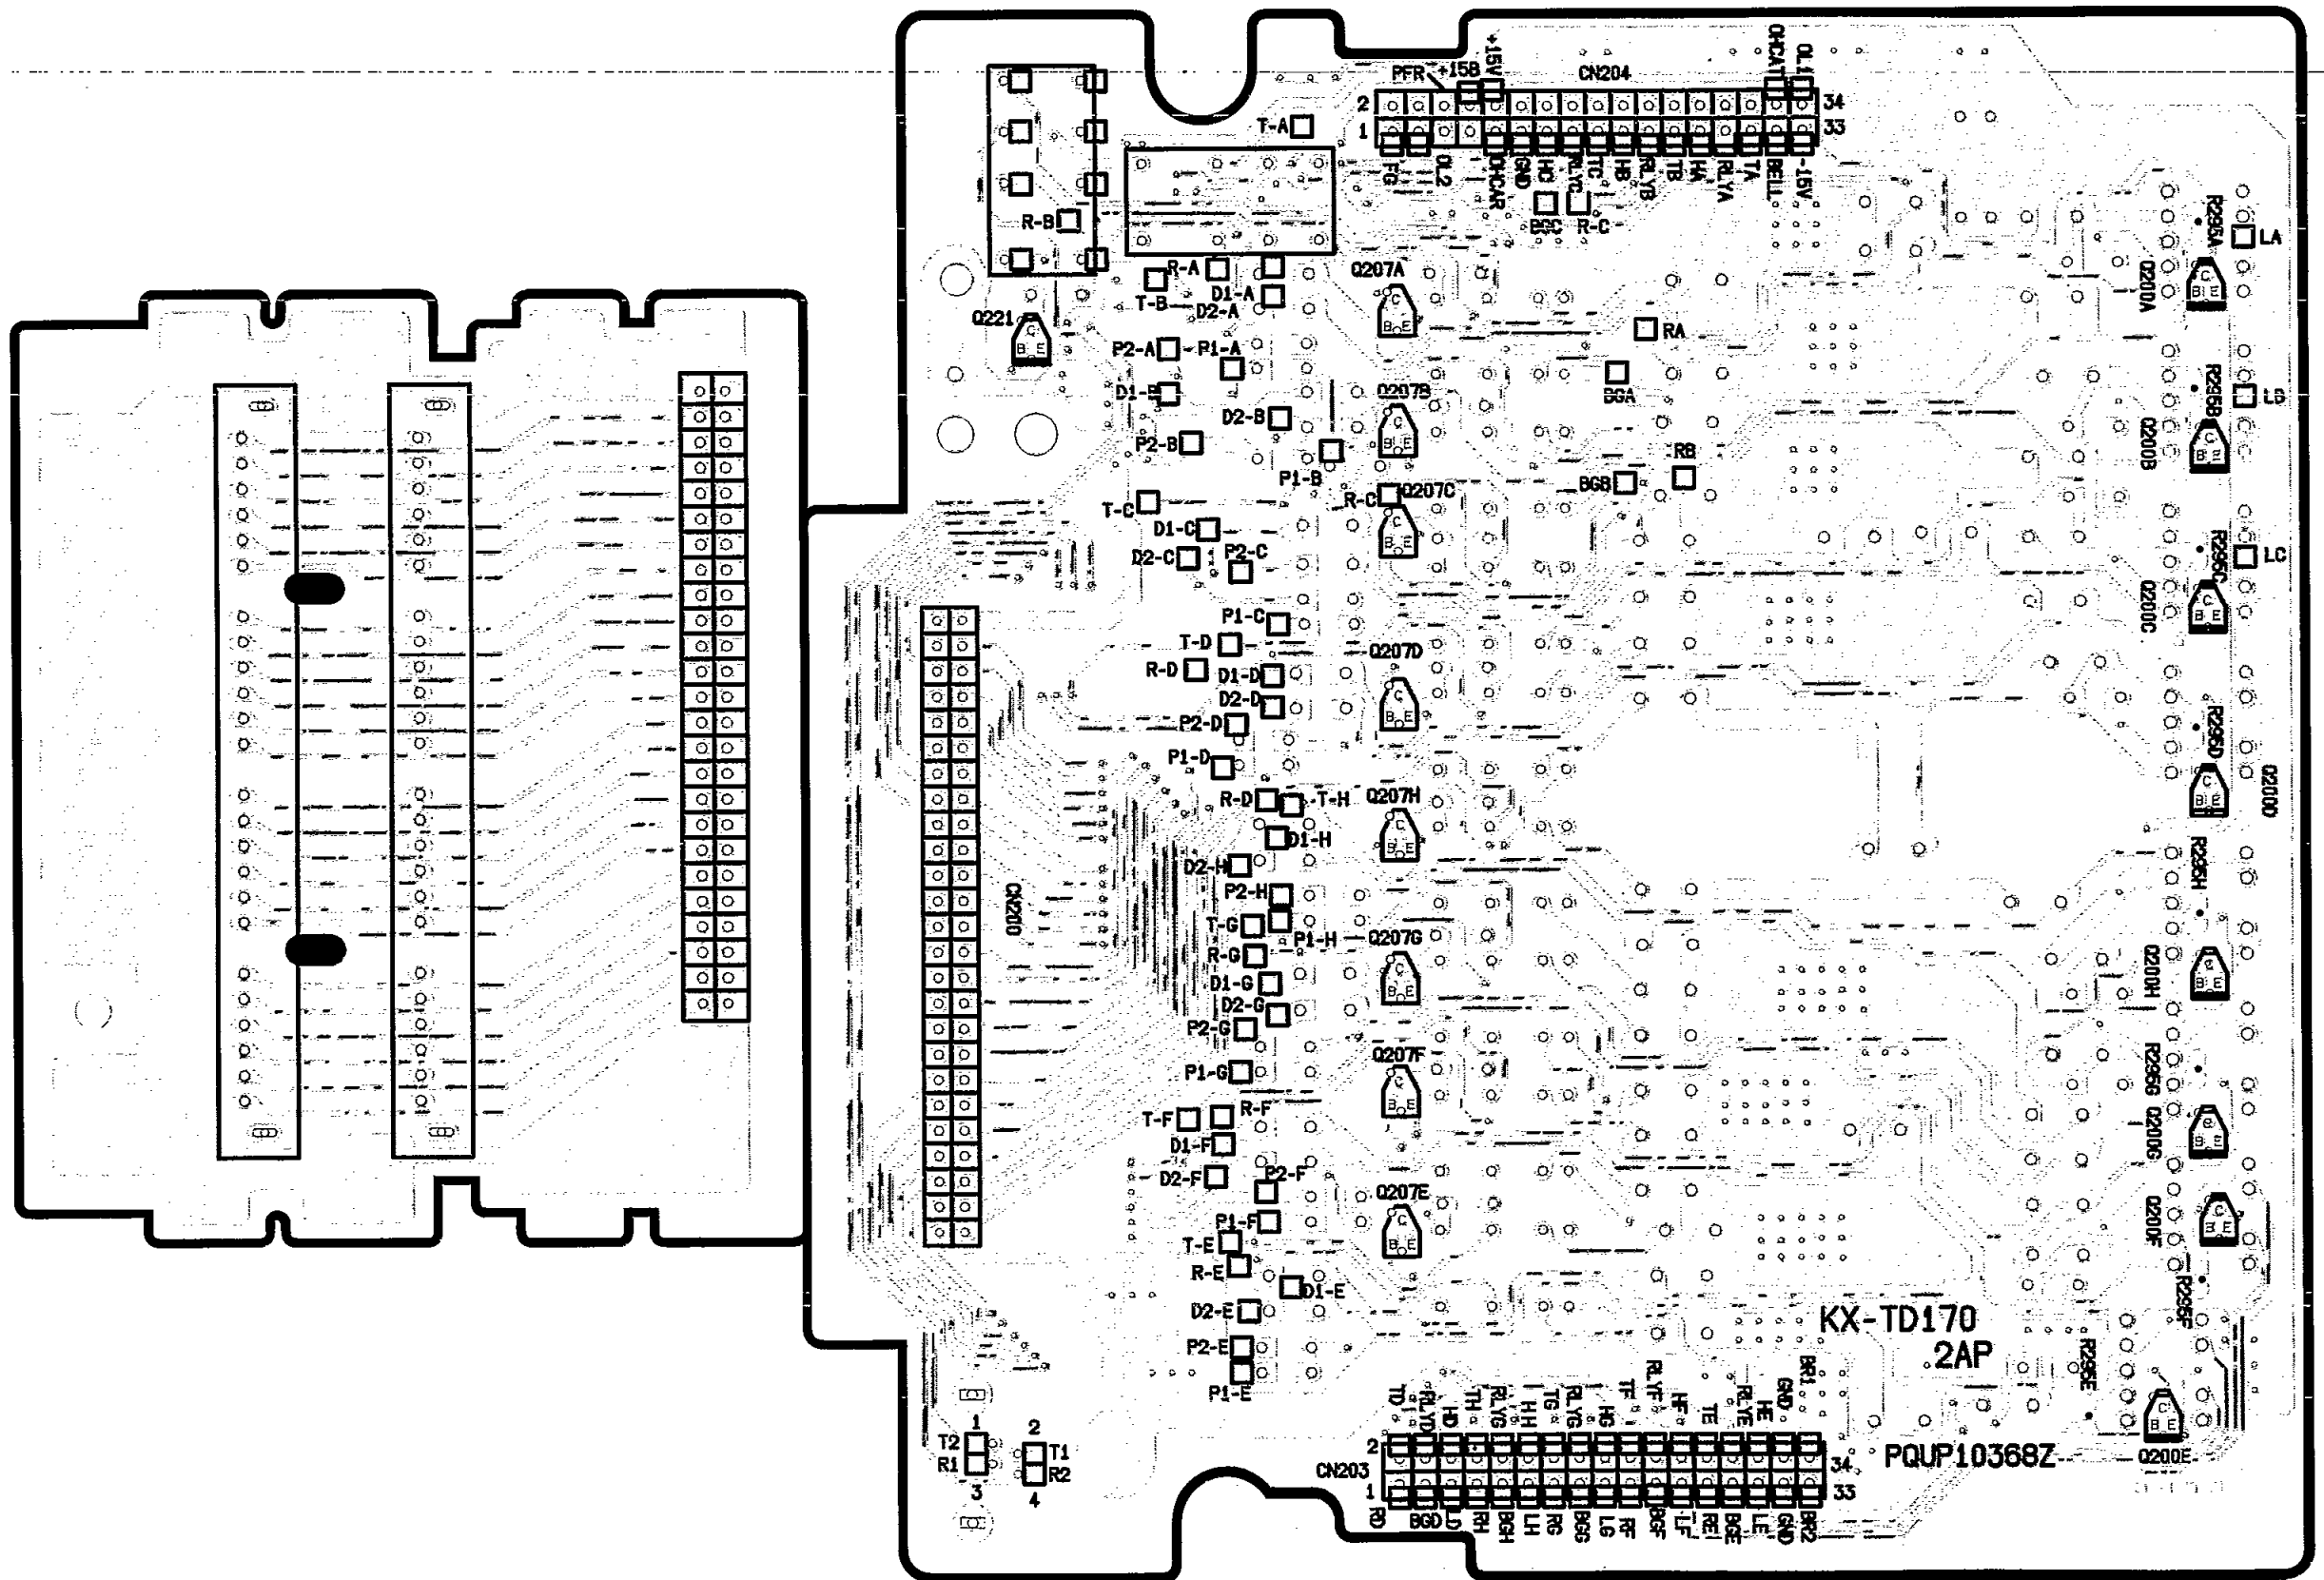 OHCAT
OL1
+15V
PFR
+15B
CN204
2
34
1
33
T-A
FG
OL2
OHCAR
GND
HC
RLYC
TC
HB
RLYB
TB
HA
RLYA
TA
BELL
-15V
R-B
R-C
R295A
LA
R-A
Q207A
T-B
D1-A
D2-A
Q200A
C
B E
Q221
C
B E
C
B E
RA
P2-A
P1-A
BGA
D1-B
Q207B
R295B
LB
D2-B
C
B E
P2-B
Q200B
C
B E
P1-B
RB
BGB
R-C
Q207C
T-C
D1-C
C
B E
P2-C
D2-C
R295C
LC
Q200C
C
B E
P1-C
T-D
Q207D
R-D
D1-D
D2-D
C
B E
P2-D
R295D
P1-D
Q200D
C
B E
R-D
T-H
Q207H
D1-H
C
B E
D2-H
R295H
P2-H
CN200
T-G
P1-H
Q207G
R-G
D1-G
C
B E
Q200H
B E
D2-G
P2-G
Q207F
R295G
P1-G
C
B E
R-F
T-F
D1-F
Q200G
B E
D2-F
P2-F
Q207E
P1-F
C
B E
Q200F
C
B E
T-E
R-E
D1-E
R295F
D2-E
KX-TD170
2AP
P2-E
R295E
P1-E
TD
RLYD
HD
TH
RLYG
HH
TG
RLYG
HG
TF
RLYF
HF
TE
RLYE
HE
GND
BR1
C
B E
Q200E
PQUP10368Z
1
2
T2
T1
R1
R2
3
4
2
CN203
34
1
33
RD
BGD
LD
RH
BGH
LH
RG
BGG
LG
RF
BGF
LF
RE
BGE
LE
GND
BR2